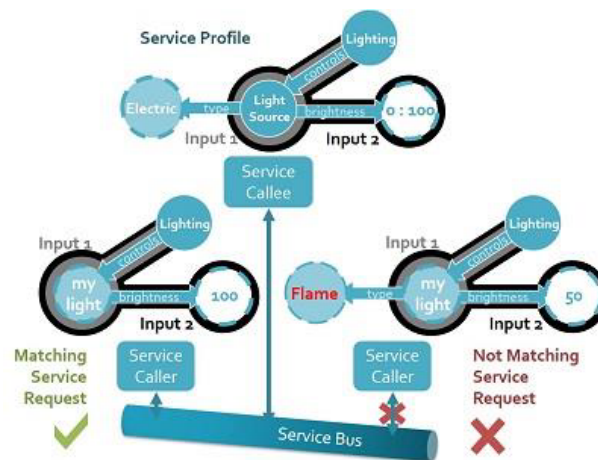 Service Profile
Lighting
controls
Electric
type
Light
Source
brightness
0 : 100
Input 1
Input 2
Service
Callee
Lighting
controls
Input 1
my
light
brightness
100
Input 2
Lighting
controls
Input 1
Flame
type
my
light
brightness
50
Input 2
Matching
Service
Request
Service
Caller
Service
Caller
Not Matching
Service
Request
Service Bus